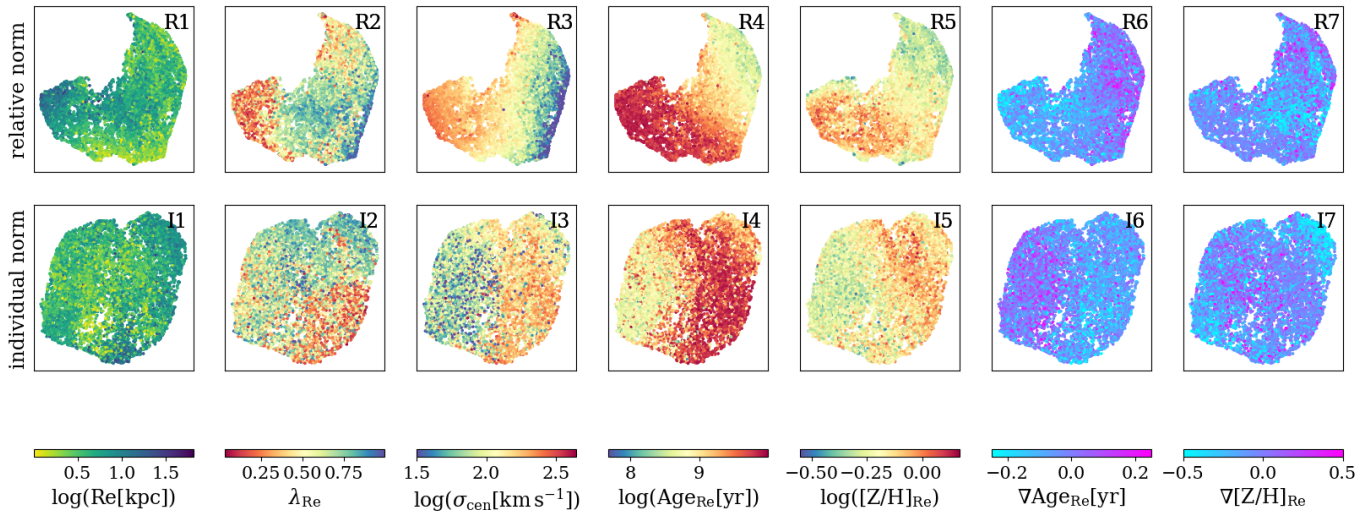 R1 R2 R3 R4 R5 R6 R7
relative norm
I1 I2 I3 I4 I5 I6 I7
individual norm
0.5 1.0 1.5 0.25 0.50 0.75 1.5 2.0 2.5 8 9 −0.50 −0.25 0.00 −0.25 0.0 0.2 −0.5 0.0 0.5
log(Re[kpc]) λRe log(σcen[km s−1]) log(AgeRe[yr]) log([Z/H]Re) ∇AgeRe[yr] ∇[Z/H]Re